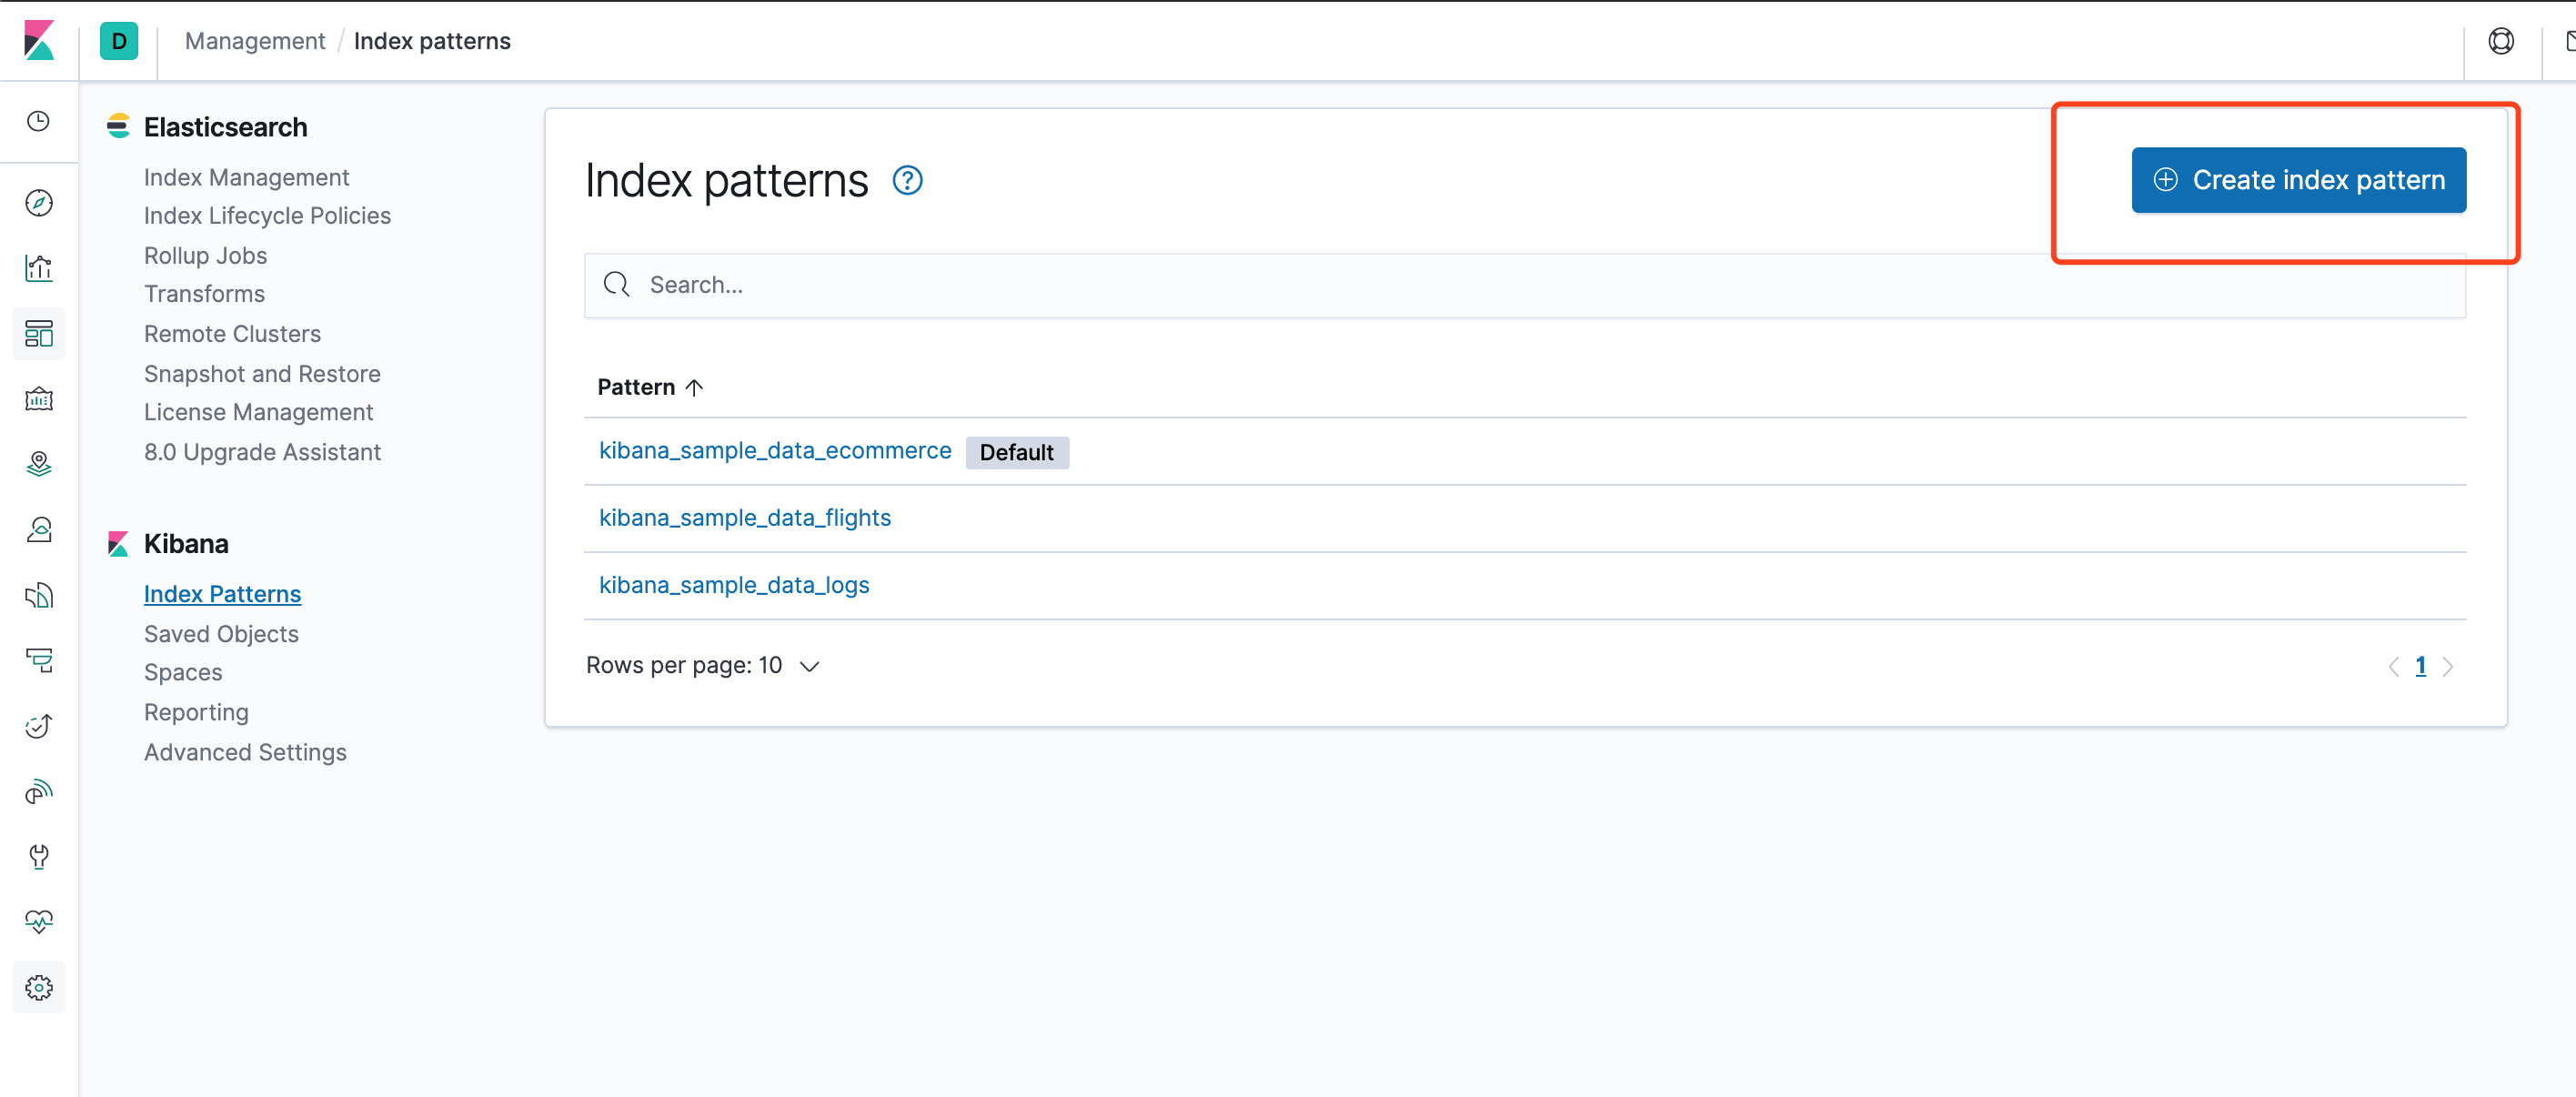 D Management / Index patterns
Elasticsearch
Index Management
Index Lifecycle Policies
Rollup Jobs
Transforms
Remote Clusters
Snapshot and Restore
License Management
8.0 Upgrade Assistant
Kibana
Index Patterns
Saved Objects
Spaces
Reporting
Advanced Settings
Index patterns ?
Create index pattern
Search...
Pattern ↑
kibana_sample_data_ecommerce Default
kibana_sample_data_flights
kibana_sample_data_logs
Rows per page: 10
< 1 >